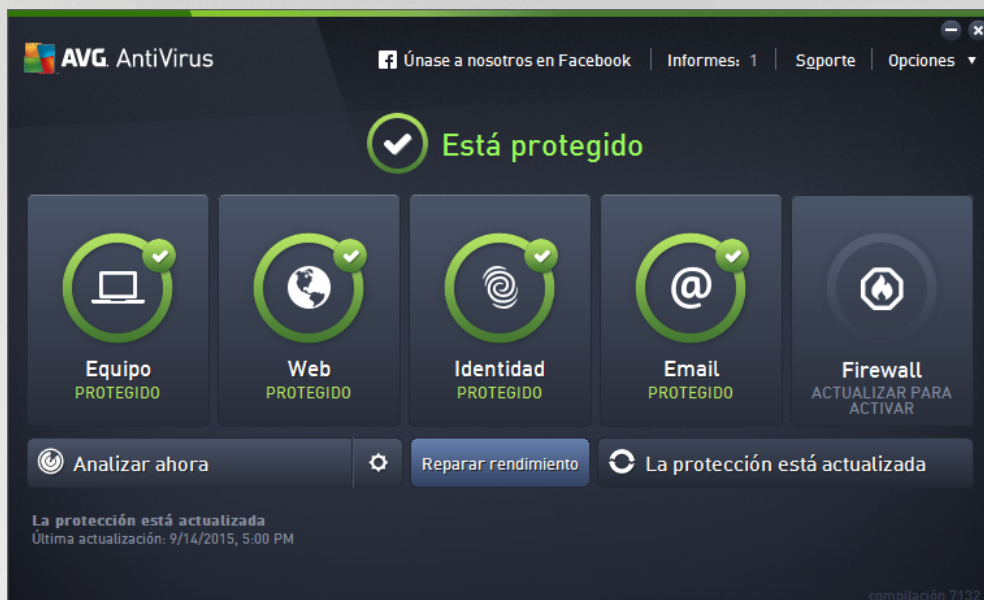 AVG. AntiVirus
Únase a nosotros en Facebook
Informes: 1
Soporte
Opciones
Está protegido
Equipo
PROTEGIDO
Web
PROTEGIDO
Identidad
PROTEGIDO
Email
PROTEGIDO
Firewall
ACTUALIZAR PARA
ACTIVAR
Analizar ahora
Reparar rendimiento
La protección está actualizada
La protección está actualizada
Última actualización: 9/14/2015, 5:00 PM
compilación 7132